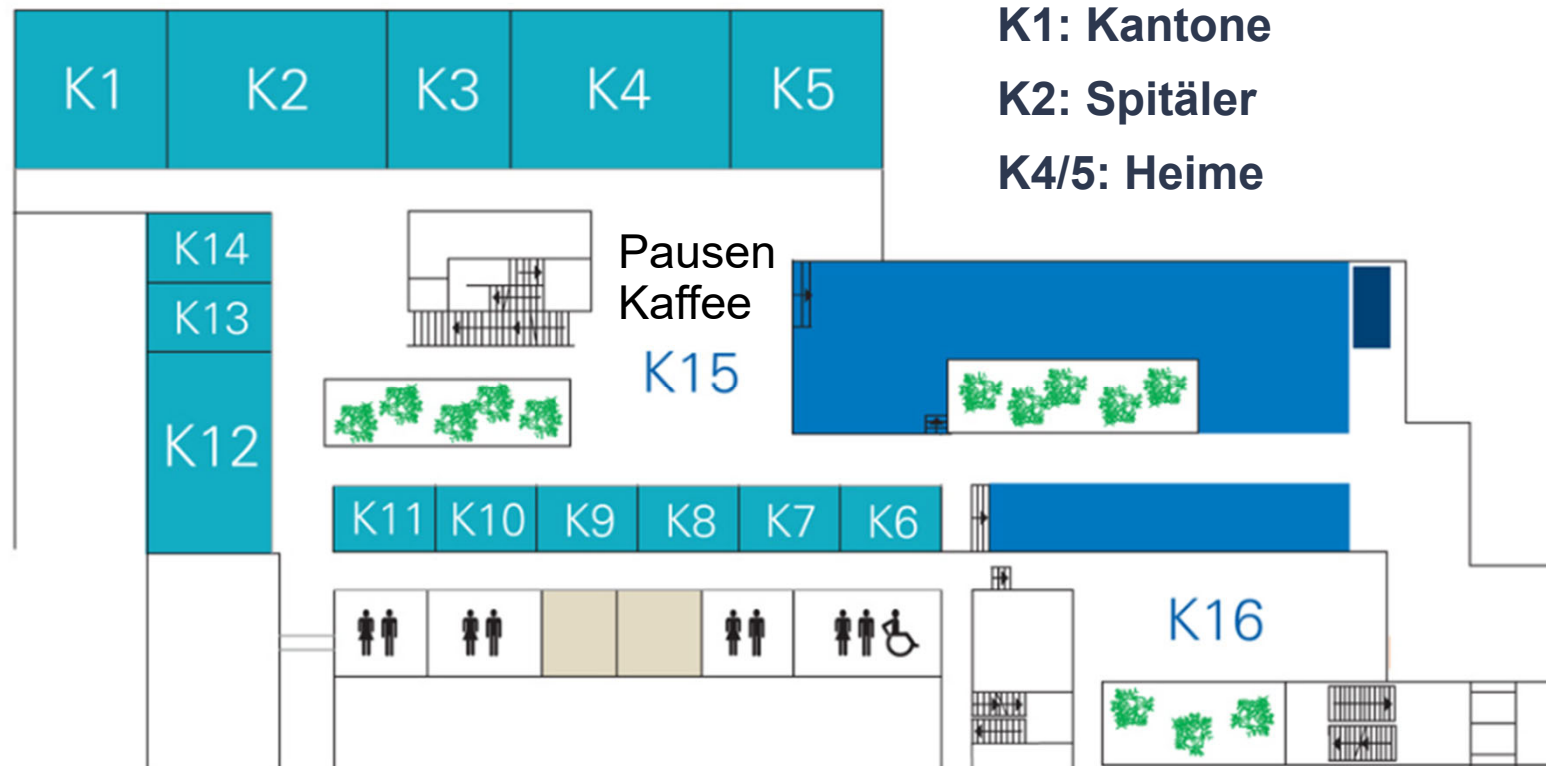 K1: Kantone
K2: Spitäler
K4/5: Heime
K1 K2 K3 K4 K5
K14
K13
K12
Pausen
Kaffee
K15
K11 K10 K9 K8 K7 K6
K16